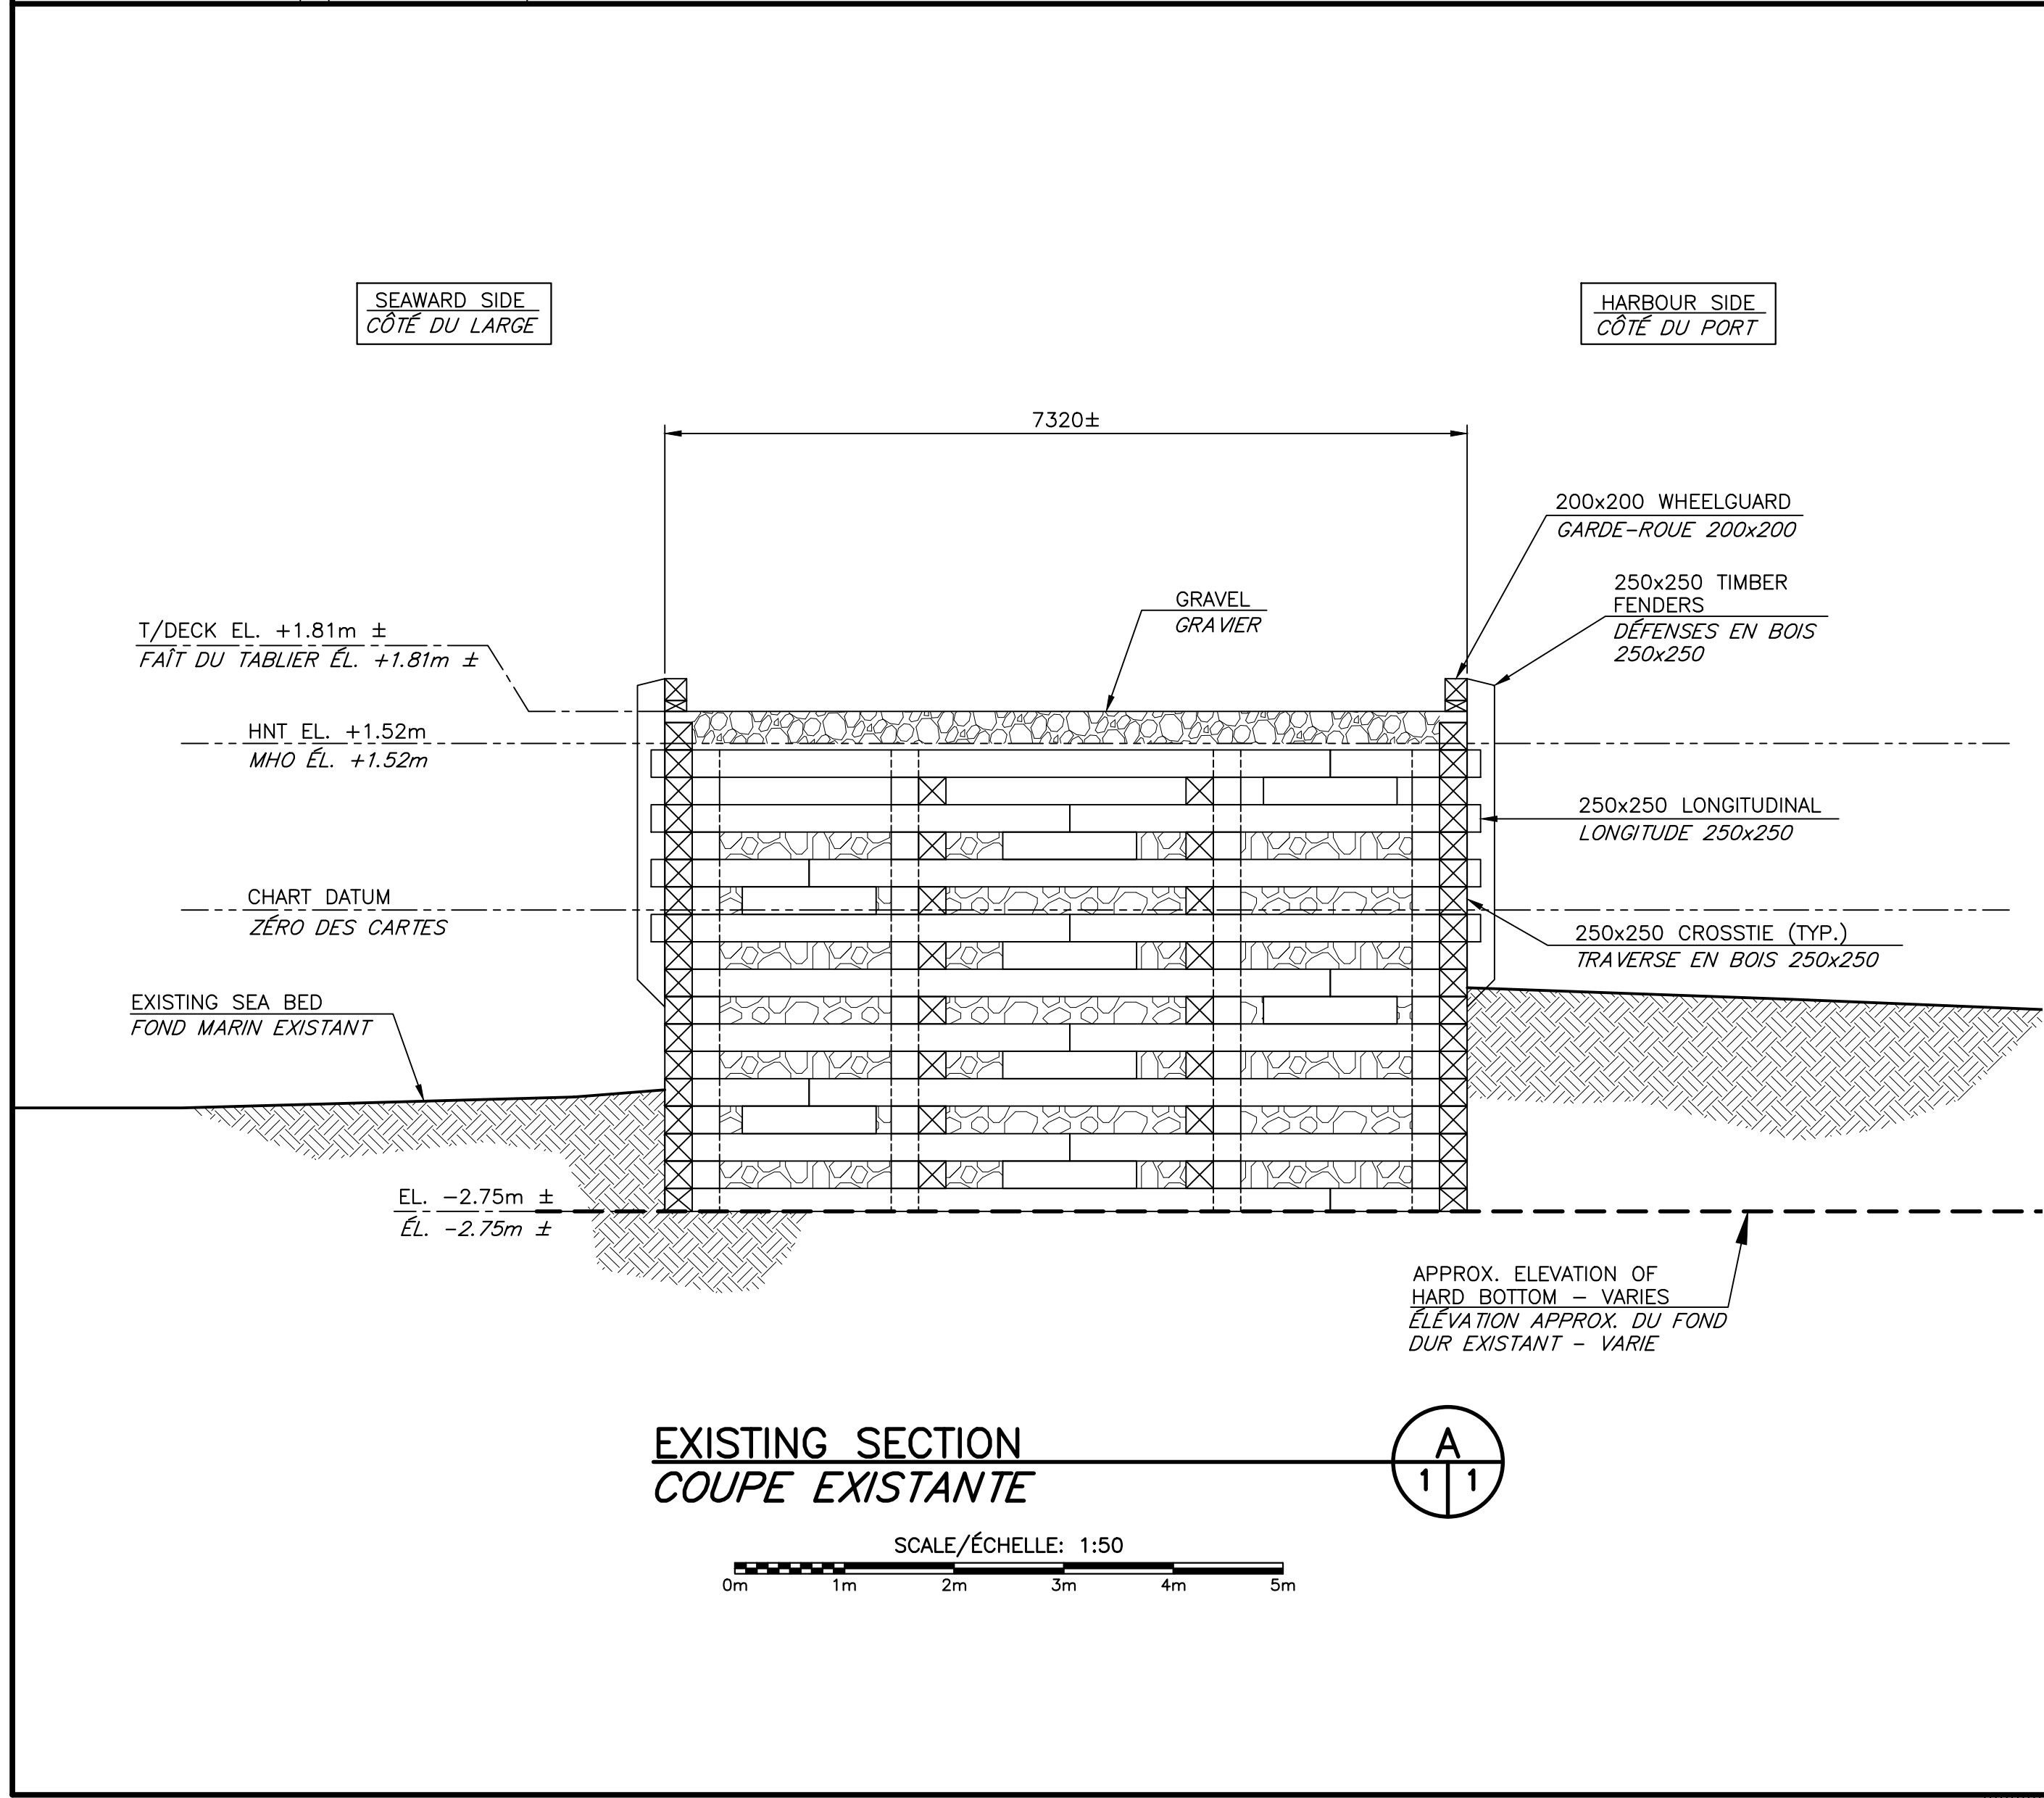 SEAWARD SIDE
CÔTÉ DU LARGE
HARBOUR SIDE
CÔTÉ DU PORT
7320±
200x200 WHEELGUARD
GARDE-ROUE 200x200
250x250 TIMBER
FENDERS
DÉFENSES EN BOIS
250x250
GRAVEL
GRAVIER
T/DECK EL. +1.81m ±
FAÎT DU TABLIER ÉL. +1.81m ±
HNT EL. +1.52m
MHO ÉL. +1.52m
250x250 LONGITUDINAL
LONGITUDE 250x250
CHART DATUM
ZÉRO DES CARTES
250x250 CROSSTIE (TYP.)
TRAVERSE EN BOIS 250x250
EXISTING SEA BED
FOND MARIN EXISTANT
EL. -2.75m ±
ÉL. -2.75m ±
APPROX. ELEVATION OF
HARD BOTTOM - VARIES
ÉLÉVATION APPROX. DU FOND
DUR EXISTANT - VARIE
EXISTING SECTION
COUPE EXISTANTE
A
1 1
SCALE/ÉCHELLE: 1:50
0m 1m 2m 3m 4m 5m